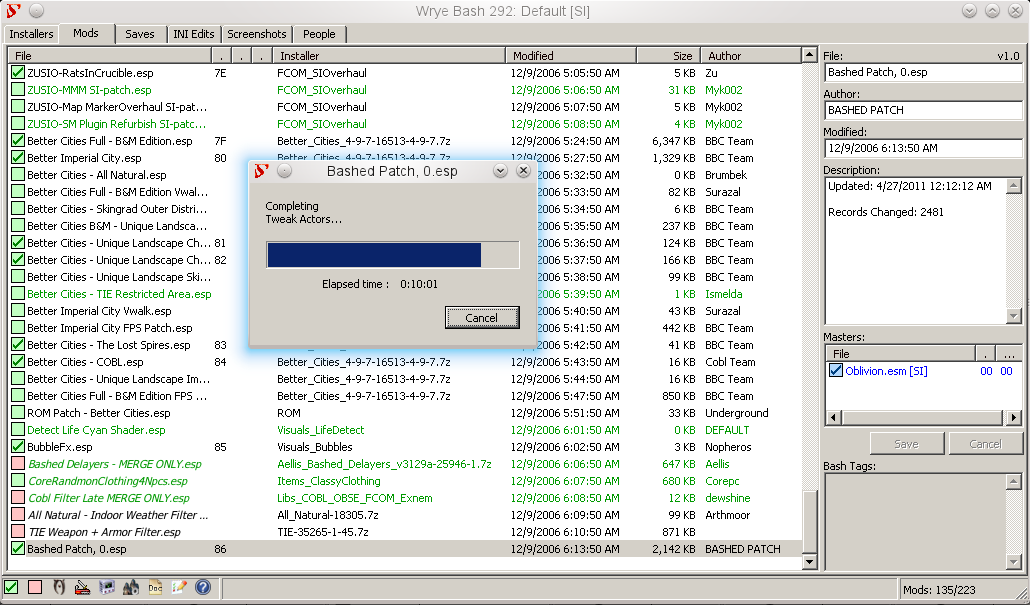 Wrye Bash 292: Default [SI]
Installers Mods Saves INI Edits Screenshots People
File . . . Installer Modified Size Author
ZUSIO-RatsInCrucible.esp 7E FCOM_SIOverhaul 12/9/2006 5:05:50 AM 5 KB Zu
ZUSIO-MMM SI-patch.esp FCOM_SIOverhaul 12/9/2006 5:06:50 AM 31 KB Myk002
ZUSIO-Map MarkerOverhaul SI-pat... FCOM_SIOverhaul 12/9/2006 5:07:50 AM 5 KB Myk002
ZUSIO-SM Plugin Refurbish SI-patc... FCOM_SIOverhaul 12/9/2006 5:08:50 AM 4 KB Myk002
Better Cities Full - B&M Edition.esp 7F Better_Cities_4-9-7-16513-4-9-7.7z 12/9/2006 5:24:50 AM 6,347 KB BBC Team
Better Imperial City.esp 80 Better_Cities_4-9-7-16513-4-9-7.7z 12/9/2006 5:27:50 AM 1,329 KB BBC Team
Better Cities - All Natural.esp 2006 5:32:50 AM 0 KB Brumbek
Better Cities Full - B&M Edition Vwal... 2006 5:33:50 AM 82 KB Surazal
Better Cities - Skingrad Outer Distri... 2006 5:34:50 AM 6 KB BBC Team
Better Cities B&M - Unique Landsca... 2006 5:35:50 AM 237 KB BBC Team
Better Cities - Unique Landscape Ch... 81 2006 5:36:50 AM 124 KB BBC Team
Better Cities - Unique Landscape Ch... 82 2006 5:37:50 AM 166 KB BBC Team
Better Cities - Unique Landscape Ski... 2006 5:38:50 AM 99 KB BBC Team
Better Cities - TIE Restricted Area.esp 2006 5:39:50 AM 1 KB Ismelda
Better Imperial City Vwalk.esp 2006 5:40:50 AM 43 KB Surazal
Better Imperial City FPS Patch.esp 2006 5:41:50 AM 442 KB BBC Team
Better Cities - The Lost Spires.esp 83 2006 5:42:50 AM 41 KB BBC Team
Better Cities - COBL.esp 84 Better_Cities_4-9-7-16513-4-9-7.7z 12/9/2006 5:43:50 AM 16 KB Cobl Team
Better Cities - Unique Landscape Im... Better_Cities_4-9-7-16513-4-9-7.7z 12/9/2006 5:44:50 AM 16 KB BBC Team
Better Cities Full - B&M Edition FPS ... Better_Cities_4-9-7-16513-4-9-7.7z 12/9/2006 5:47:50 AM 850 KB BBC Team
ROM Patch - Better Cities.esp ROM 12/9/2006 5:51:50 AM 33 KB Underground
Detect Life Cyan Shader.esp Visuals_LifeDetect 12/9/2006 6:01:50 AM 0 KB DEFAULT
BubbleFx.esp 85 Visuals_Bubbles 12/9/2006 6:02:50 AM 3 KB Nopheros
Bashed Delayers - MERGE ONLY.esp Aellis_Bashed_Delayers_v3129a-25946-1.7z 12/9/2006 6:06:50 AM 647 KB Aellis
CoreRandmonClothing4Npcs.esp Items_ClassyClothing 12/9/2006 6:07:50 AM 680 KB Corepc
Cobl Filter Late MERGE ONLY.esp Libs_COBL_OBSE_FCOM_Exnem 12/9/2006 6:08:50 AM 12 KB dewshine
All Natural - Indoor Weather Filter ... All_Natural-18305.7z 12/9/2006 6:09:50 AM 99 KB Arthmoor
TIE Weapon + Armor Filter.esp TIE-35265-1-45.7z 12/9/2006 6:10:50 AM 871 KB
Bashed Patch, 0.esp 86 12/9/2006 6:13:50 AM 2,142 KB BASHED PATCH
Bashed Patch, 0.esp
Completing
Tweak Actors...
Elapsed time : 0:10:01
Cancel
File: v1.0
Bashed Patch, 0.esp
Author:
BASHED PATCH
Modified:
12/9/2006 6:13:50 AM
Description:
Updated: 4/27/2011 12:12:12 AM
Records Changed: 2481
Masters:
File . ...
Oblivion.esm [SI] 00 00
Save Cancel
Bash Tags:
Doc
Mods: 135/223